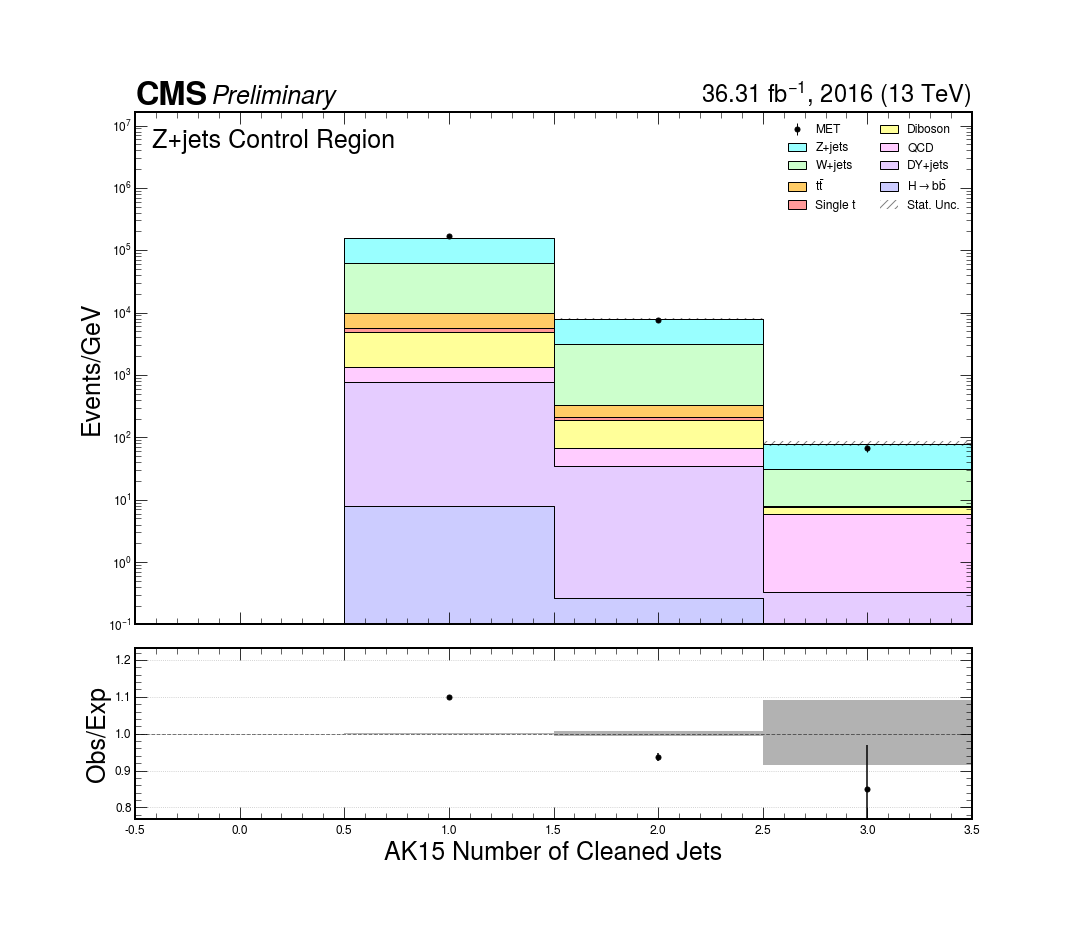 CMS Preliminary
36.31 fb⁻¹, 2016 (13 TeV)
Z+jets Control Region
MET
Z+jets
W+jets
tt̄
Single t
Diboson
QCD
DY+jets
H→bb̄
Stat. Unc.
Events/GeV
10⁷
10⁶
10⁵
10⁴
10³
10²
10¹
10⁰
10⁻¹
Obs/Exp
1.2
1.1
1.0
0.9
0.8
-0.5 0.0 0.5 1.0 1.5 2.0 2.5 3.0 3.5
AK15 Number of Cleaned Jets